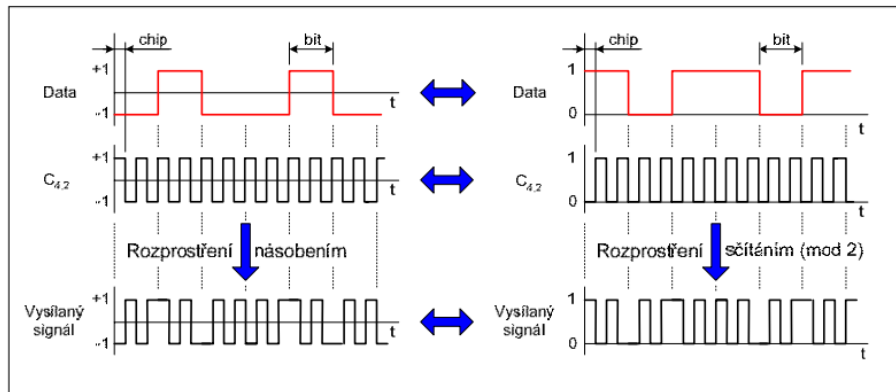 chip
bit
+1
Data
-1
t
+1
C4,2
-1
t
Rozprostření násobením
+1
Vysílaný
signál
-1
t
chip
bit
1
Data
0
t
1
C4,2
0
t
Rozprostření sčítáním (mod 2)
1
Vysílaný
signál
0
t